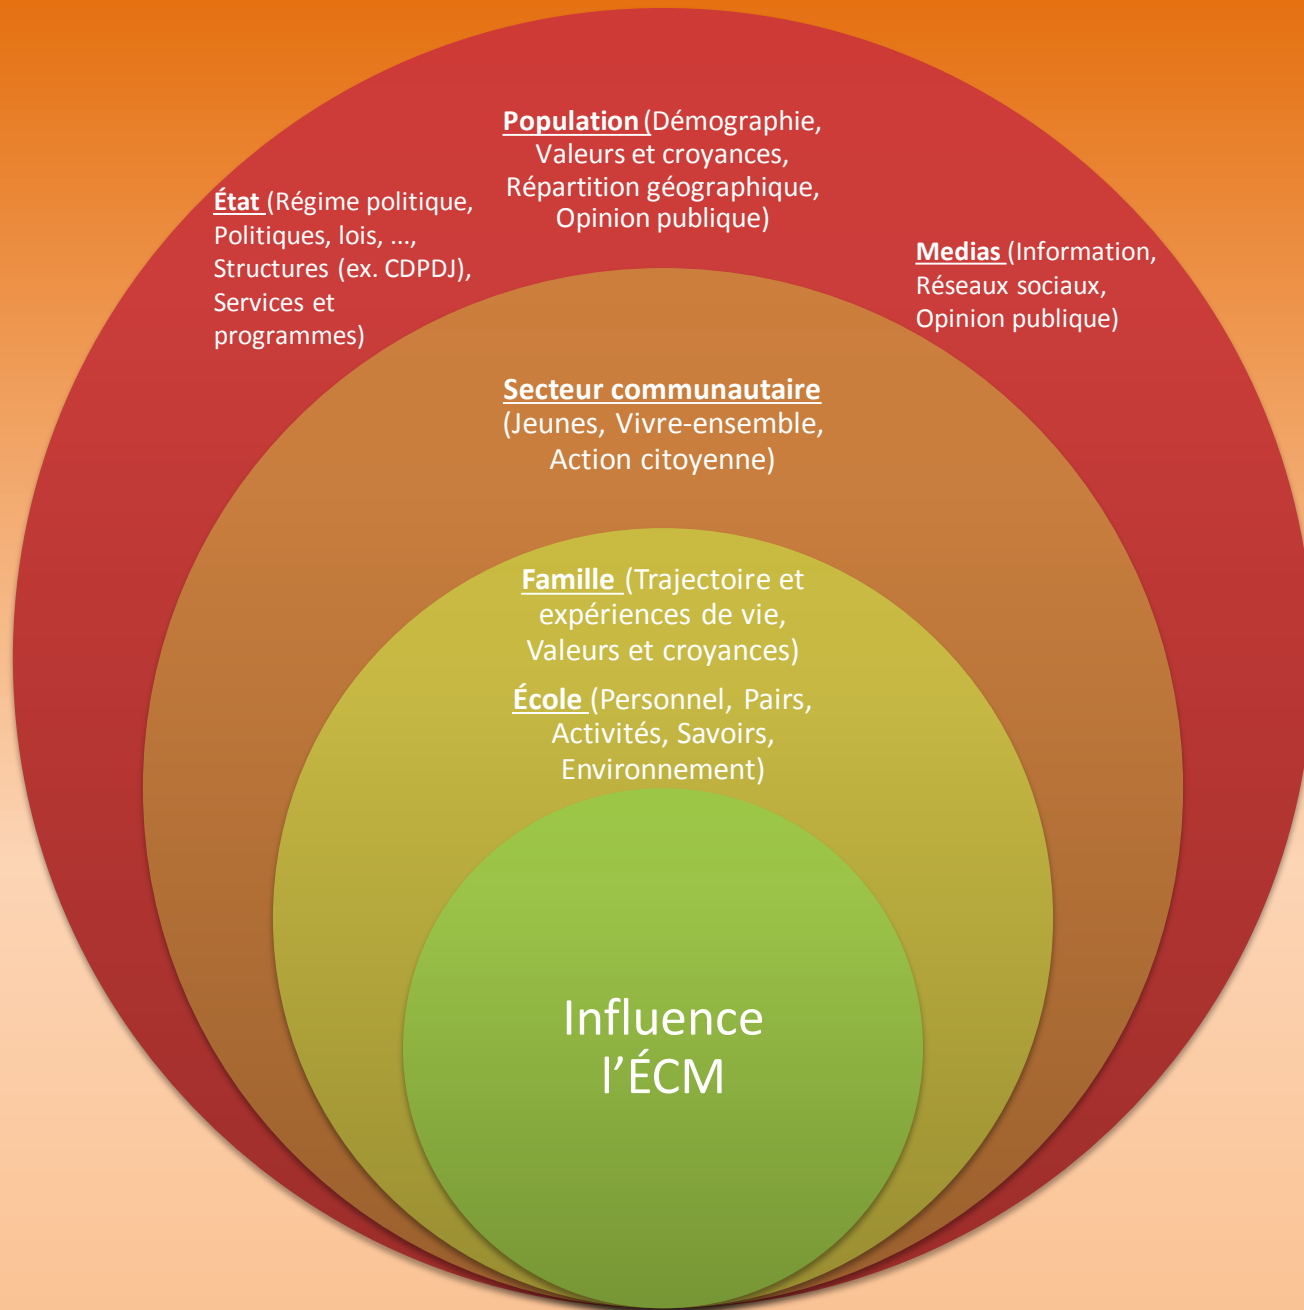 Population (Démographie,
Valeurs et croyances,
Répartition géographique,
Opinion publique)
État (Régime politique,
Politiques, lois, ...,
Structures (ex. CDPDJ),
Services et
programmes)
Medias (Information,
Réseaux sociaux,
Opinion publique)
Secteur communautaire
(Jeunes, Vivre-ensemble,
Action citoyenne)
Famille (Trajectoire et
expériences de vie,
Valeurs et croyances)
École (Personnel, Pairs,
Activités, Savoirs,
Environnement)
Influence
l’ÉCM